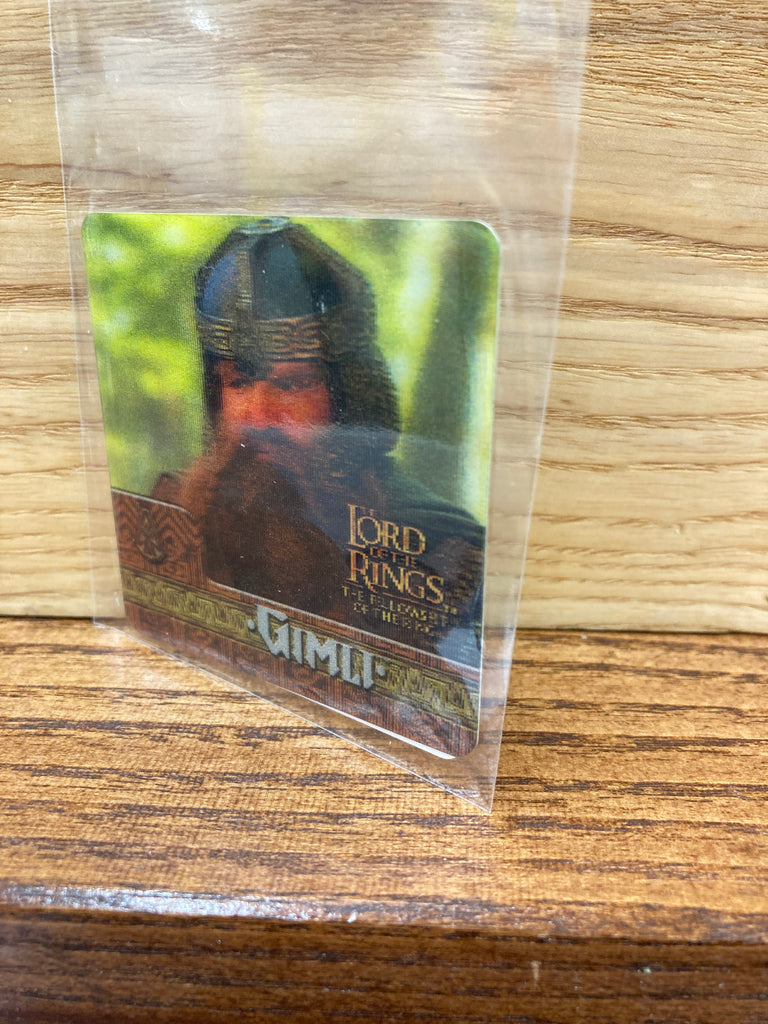 THE
LORD
OF THE
RINGS
THE FELLOWSHIP
OF THE RING
·GIMLI·